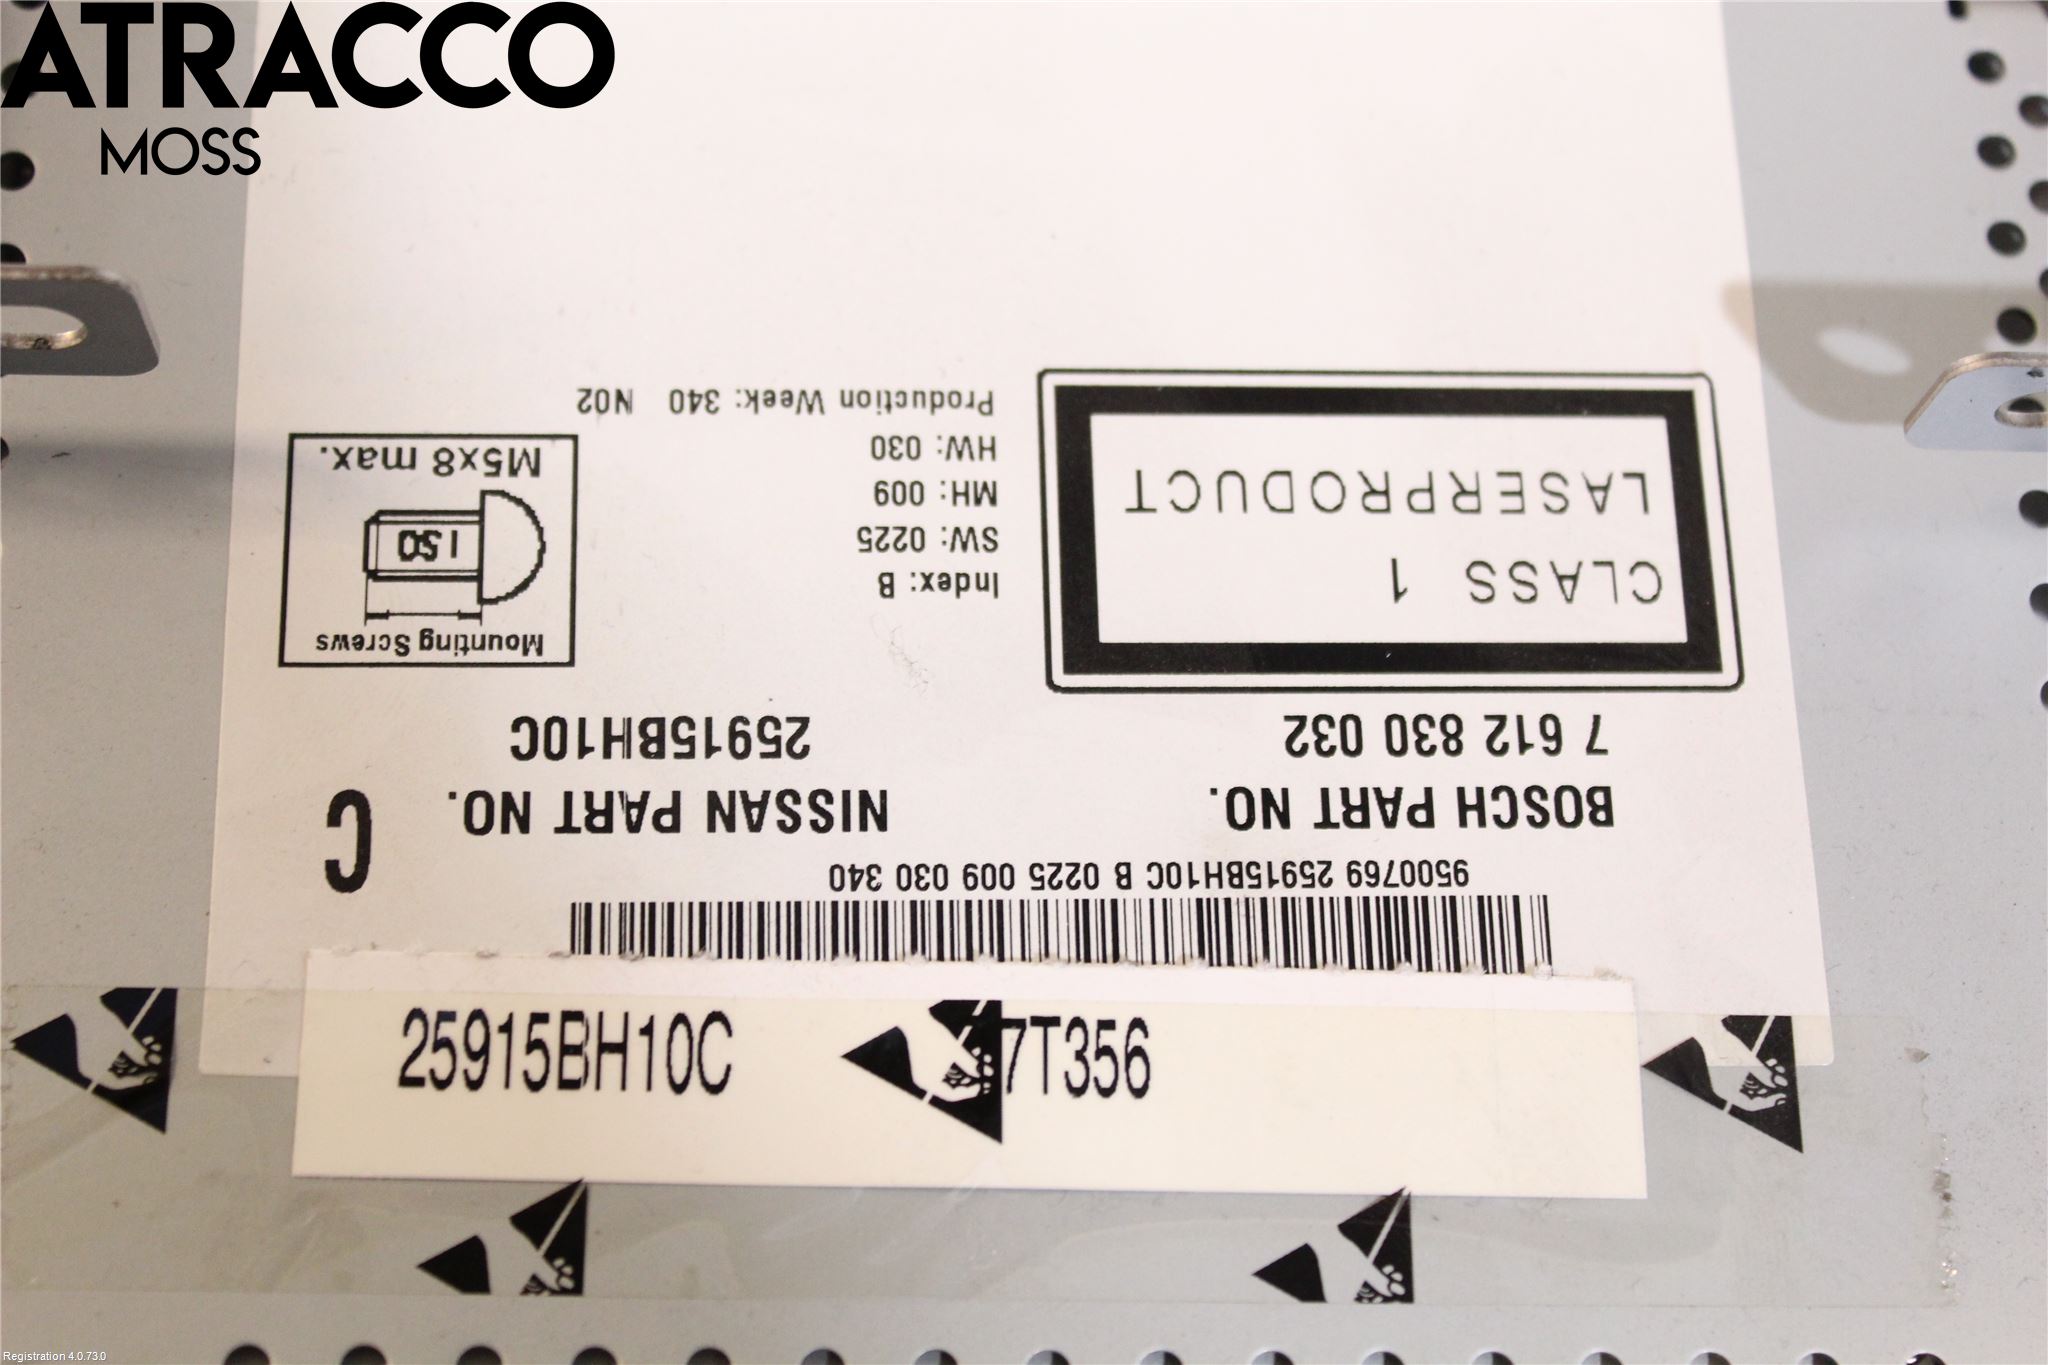 ATRACCO
MOSS
9500769 25915BH10C B 0225 009 030 340
C
BOSCH PART NO.
7 612 830 032
NISSAN PART NO.
25915BH10C
CLASS 1
LASERPRODUCT
Index: B
SW: 0225
MH: 009
HW: 030
Production Week: 340 N02
Mounting Screws
ISO
M5x8 max.
25915BH10C 7T356
Registration 4.0.73.0